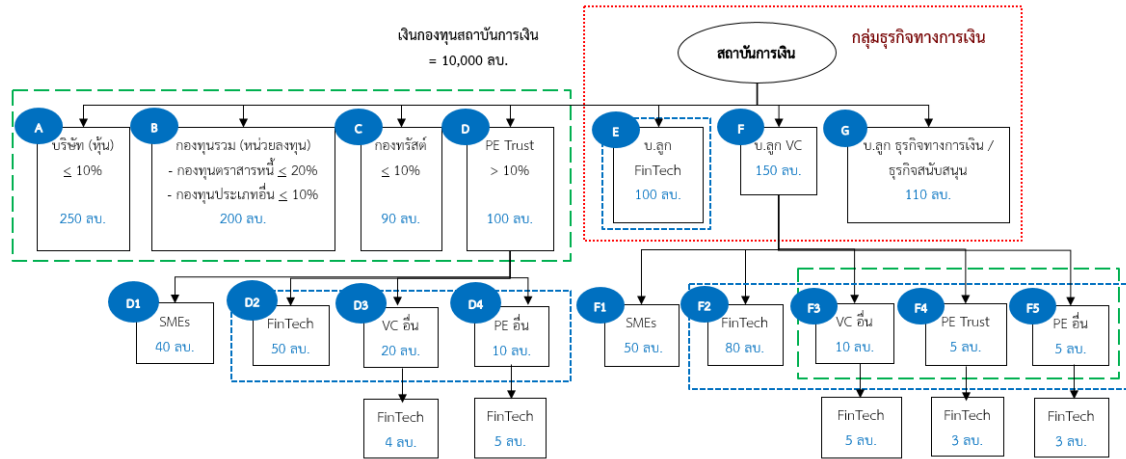 เงินกองทุนสถาบันการเงิน
= 10,000 ลบ.
กลุ่มธุรกิจทางการเงิน
สถาบันการเงิน
A
บริษัท (หุ้น)
≤ 10%
250 ลบ.
B
กองทุนรวม (หน่วยลงทุน)
- กองทุนตราสารหนี้ ≤ 20%
- กองทุนประเภทอื่น ≤ 10%
200 ลบ.
C
กองทรัสต์
≤ 10%
90 ลบ.
D
PE Trust
> 10%
100 ลบ.
E
บ.ลูก
FinTech
100 ลบ.
F
บ.ลูก VC
150 ลบ.
G
บ.ลูก ธุรกิจทางการเงิน /
ธุรกิจสนับสนุน
110 ลบ.
D1
SMEs
40 ลบ.
D2
FinTech
50 ลบ.
D3
VC อื่น
20 ลบ.
D4
PE อื่น
10 ลบ.
F1
SMEs
50 ลบ.
F2
FinTech
80 ลบ.
F3
VC อื่น
10 ลบ.
F4
PE Trust
5 ลบ.
F5
PE อื่น
5 ลบ.
FinTech
4 ลบ.
FinTech
5 ลบ.
FinTech
5 ลบ.
FinTech
3 ลบ.
FinTech
3 ลบ.